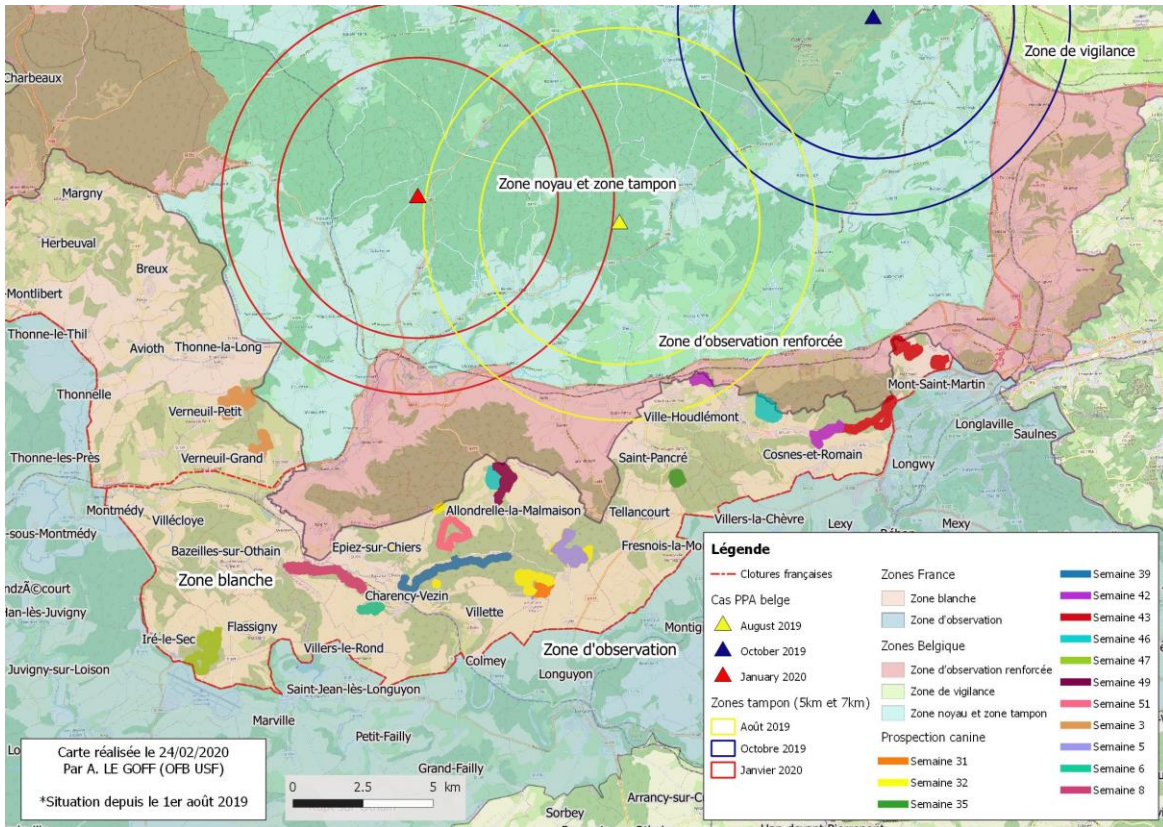 Charbeaux
Zone de vigilance
Margny
Zone noyau et zone tampon
Herbeuval
Breux
-Montlibert
Thonne-le-Thil
Avioth
Thonne-la-Long
Zone d'observation renforcée
Mont-Saint-Martin
Thonnelle
Verneuil-Petit
Ville-Houdlémont
Longlaville
Saulnes
Thonne-les-Près
Verneuil-Grand
Saint-Pancré
Cosnes-et-Romain
Longwy
Montmédy
Villécloye
Allondrelle-la-Malmaison
Tellancourt
Villers-la-Chèvre
Lexy
Mexy
-sous-Montmédy
Bazeilles-sur-Othain
Epiez-sur-Chiers
Fresnois-la-Mo
Zone blanche
ndzÃ©court
Han-lès-Juvigny
Charency-Vezin
Villette
Iré-le-Sec
Flassigny
Villers-le-Rond
Montig
Juvigny-sur-Loison
Colmey
Zone d'observation
Longuyon
Saint-Jean-lès-Longuyon
Marville
Petit-Failly
Grand-Failly
Sorbey
Arrancy-sur-C
Légende
Clotures françaises
Cas PPA belge
August 2019
October 2019
January 2020
Zones tampon (5km et 7km)
Août 2019
Octobre 2019
Janvier 2020
Zones France
Zone blanche
Zone d'observation
Zones Belgique
Zone d'observation renforcée
Zone de vigilance
Zone noyau et zone tampon
Prospection canine
Semaine 31
Semaine 32
Semaine 35
Semaine 39
Semaine 42
Semaine 43
Semaine 46
Semaine 47
Semaine 49
Semaine 51
Semaine 3
Semaine 5
Semaine 6
Semaine 8
Carte réalisée le 24/02/2020
Par A. LE GOFF (OFB USF)
*Situation depuis le 1er août 2019
0 2.5 5 km